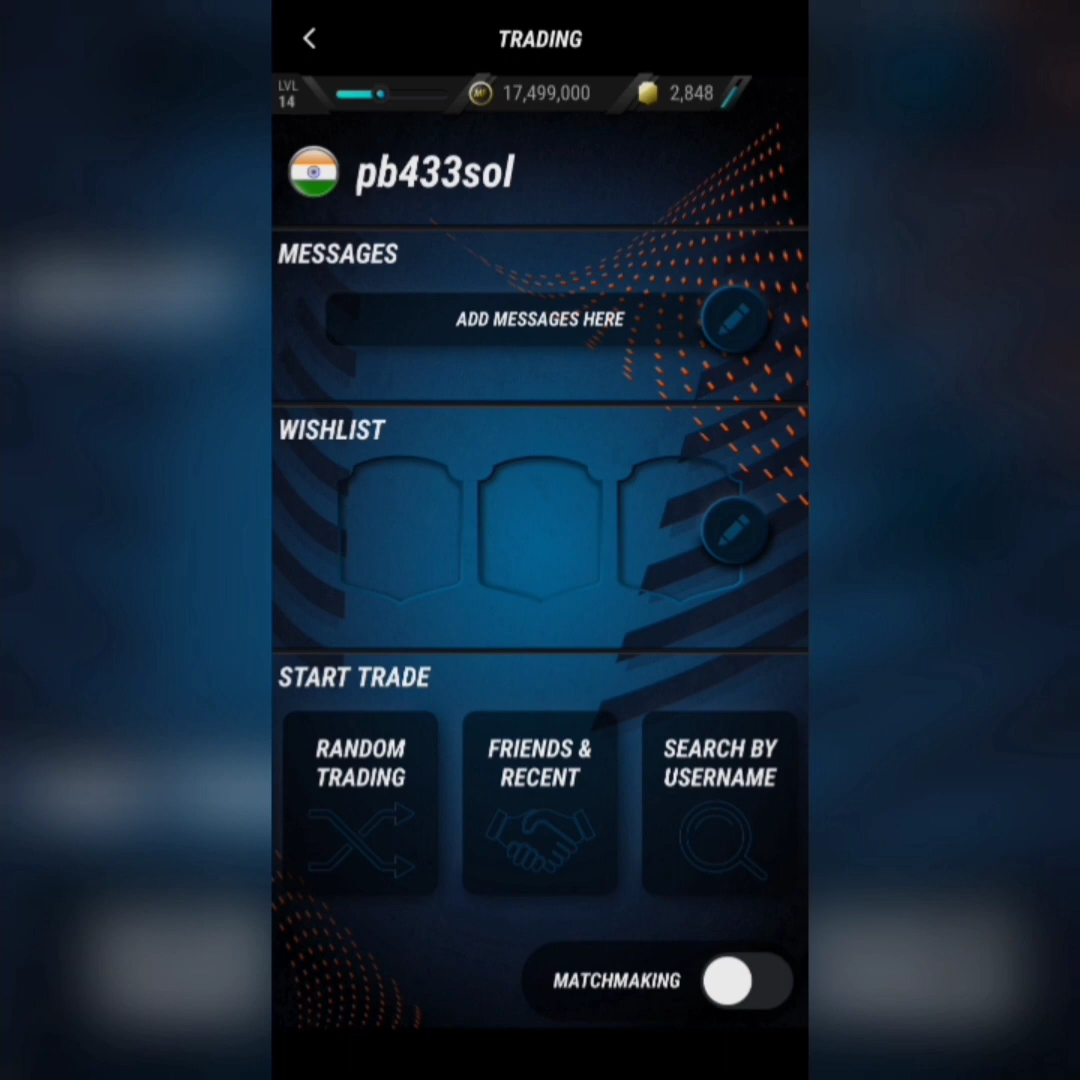 TRADING
LVL
14
17,499,000
2,848
pb433sol
MESSAGES
ADD MESSAGES HERE
WISHLIST
START TRADE
RANDOM
TRADING
FRIENDS &
RECENT
SEARCH BY
USERNAME
MATCHMAKING